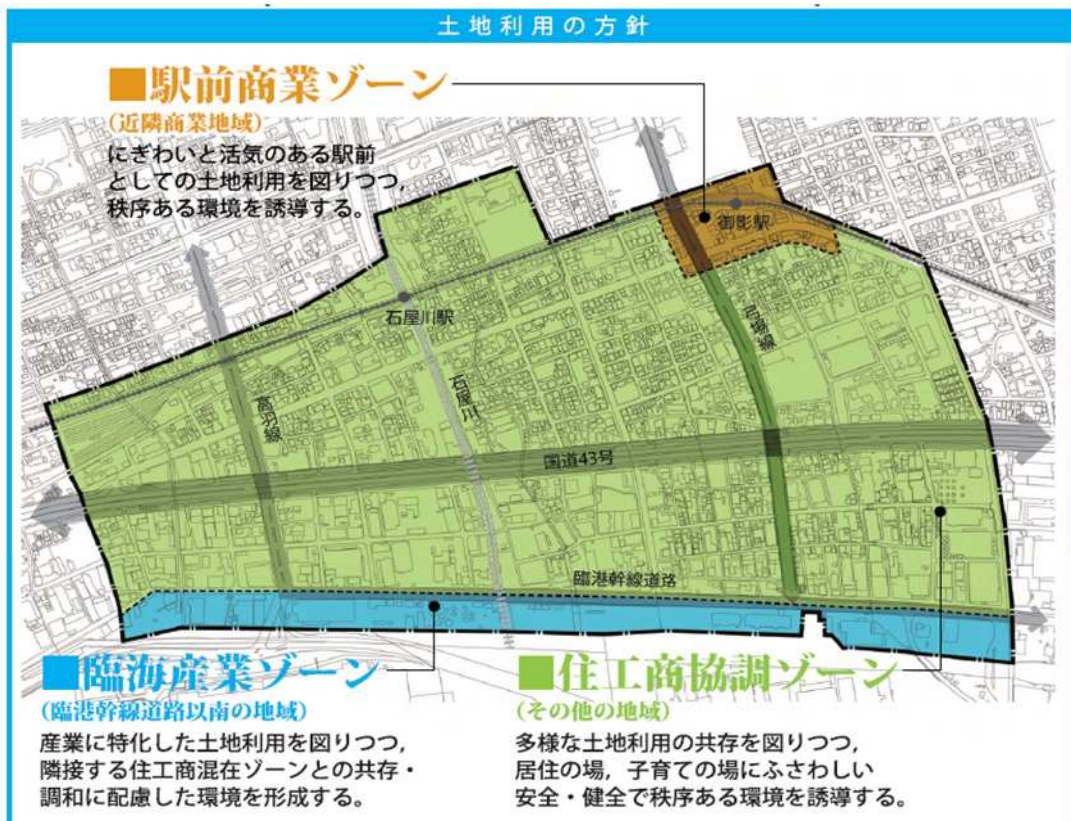 土地利用の方針
■駅前商業ゾーン
(近隣商業地域)
にぎわいと活気のある駅前
としての土地利用を図りつつ,
秩序ある環境を誘導する。
御影駅
石屋川駅
弓場線
石屋川
高羽線
国道43号
臨港幹線道路
■臨海産業ゾーン
(臨港幹線道路以南の地域)
産業に特化した土地利用を図りつつ,
隣接する住工商混在ゾーンとの共存・
調和に配慮した環境を形成する。
■住工商協調ゾーン
(その他の地域)
多様な土地利用の共存を図りつつ,
居住の場,子育ての場にふさわしい
安全・健全で秩序ある環境を誘導する。